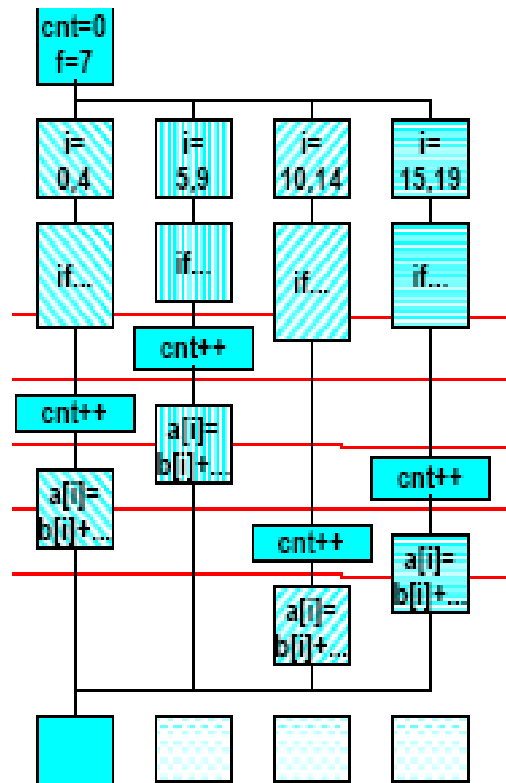 cnt=0
f=7
i=
0,4
i=
5,9
i=
10,14
i=
15,19
if...
if...
if...
if...
cnt++
cnt++
a[i]=
b[i]+...
cnt++
a[i]=
b[i]+...
cnt++
a[i]=
b[i]+...
a[i]=
b[i]+...